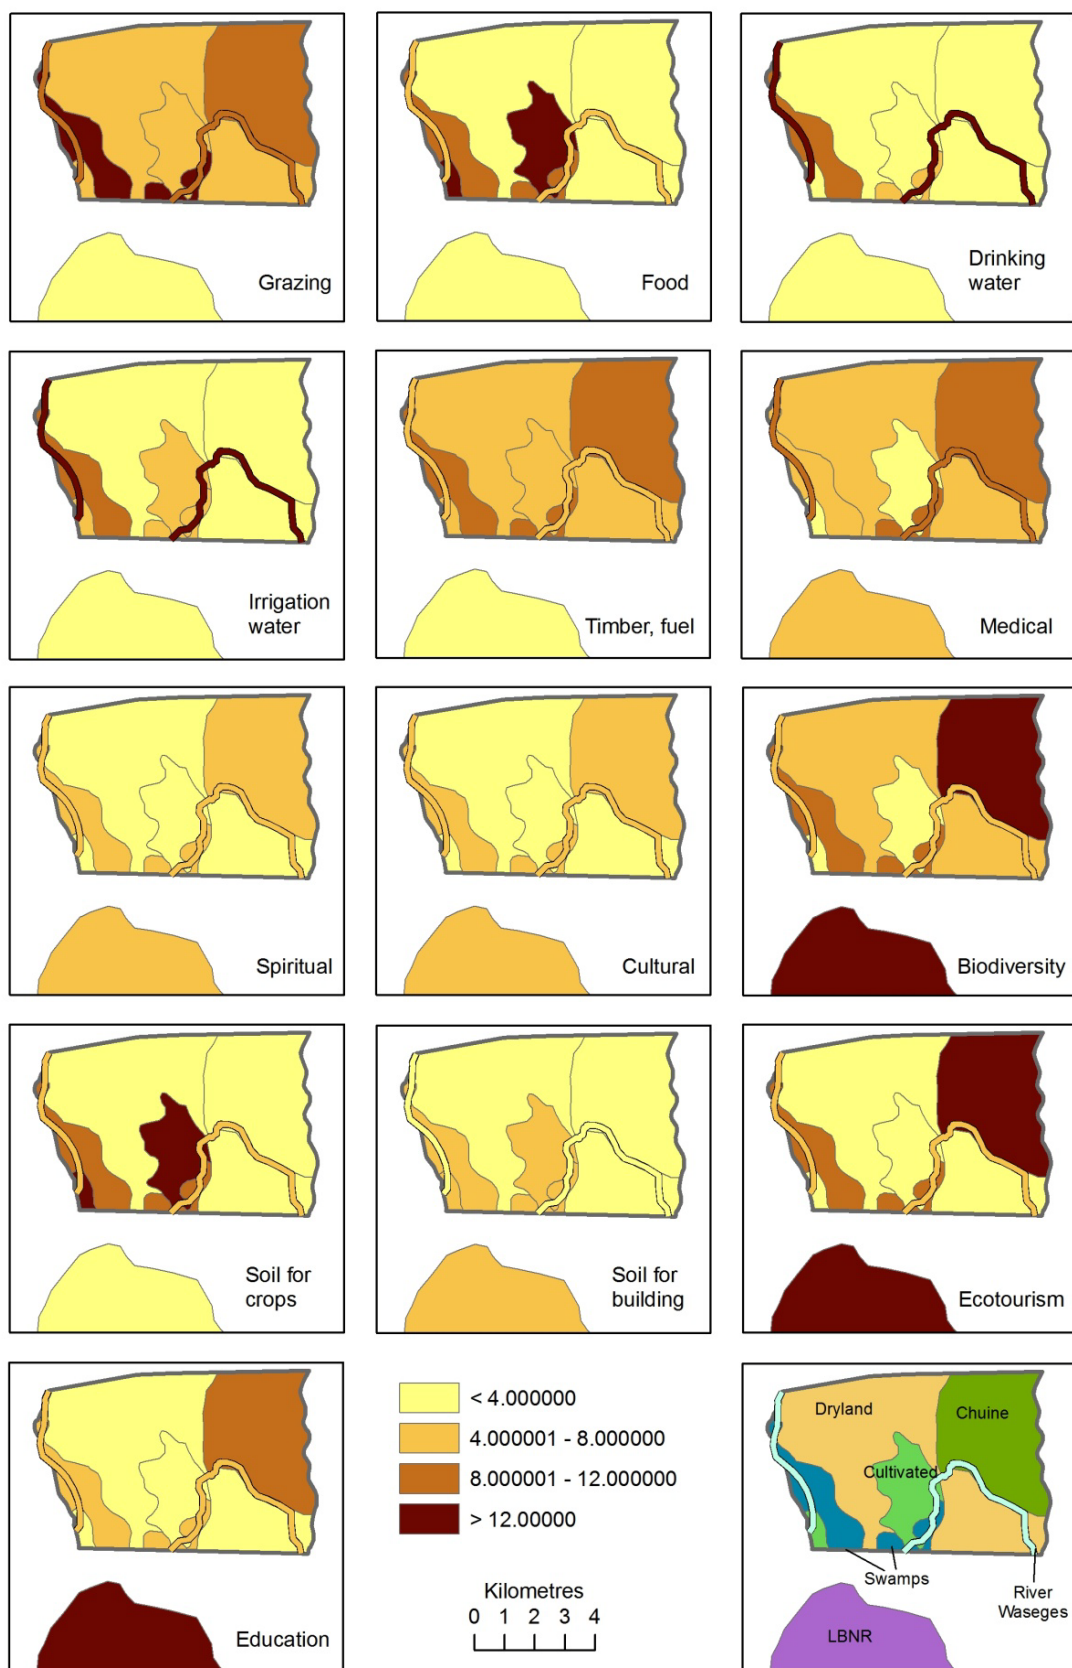 Grazing
Food
Drinking
water
Irrigation
water
Timber, fuel
Medical
Spiritual
Cultural
Biodiversity
Soil for
crops
Soil for
building
Ecotourism
Education
< 4.000000
4.000001 - 8.000000
8.000001 - 12.000000
> 12.00000
Kilometres
0 1 2 3 4
Dryland
Chuine
Cultivated
Swamps
River
Waseges
LBNR